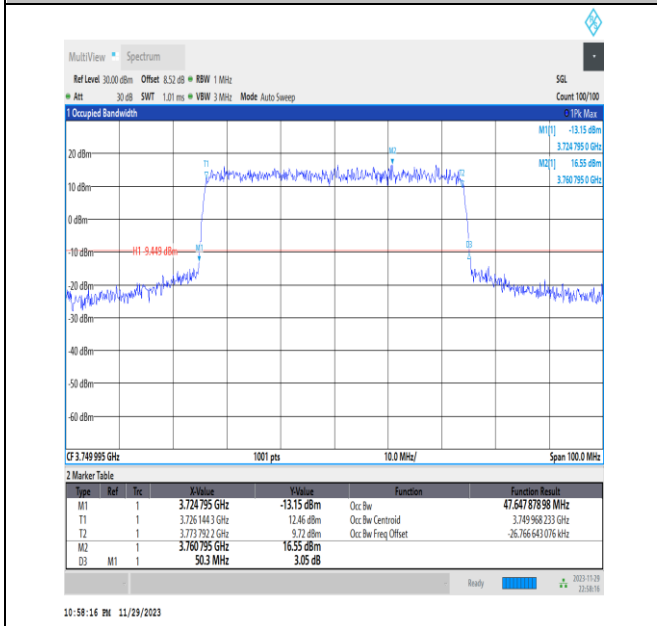 MultiView Spectrum
Ref Level 30.00 dBm Offset 8.52 dB RBW 1 MHz SGL
Att 30 dB SWT 1.01 ms VBW 3 MHz Mode Auto Sweep Count 100/100
1 Occupied Bandwidth 1Pk Max
M1[1] -13.15 dBm
3.724 795 0 GHz
M2[1] 16.55 dBm
3.760 795 0 GHz
M2
20 dBm
T1
T2
10 dBm
0 dBm
D3
M1
-10 dBm H1 -9.449 dBm
-20 dBm
-30 dBm
-40 dBm
-50 dBm
-60 dBm
CF 3.749 995 GHz 1001 pts 10.0 MHz/ Span 100.0 MHz
2 Marker Table
Type Ref Trc X-Value Y-Value Function Function Result
M1 1 3.724 795 GHz -13.15 dBm Occ Bw 47.647 878 98 MHz
T1 1 3.726 144 3 GHz 12.46 dBm Occ Bw Centroid 3.749 968 233 GHz
T2 1 3.773 792 2 GHz 9.72 dBm Occ Bw Freq Offset -26.766 643 076 kHz
M2 1 3.760 795 GHz 16.55 dBm
D3 M1 1 50.3 MHz 3.05 dB
Ready 2023-11-29
22:58:16
10:58:16 PM 11/29/2023